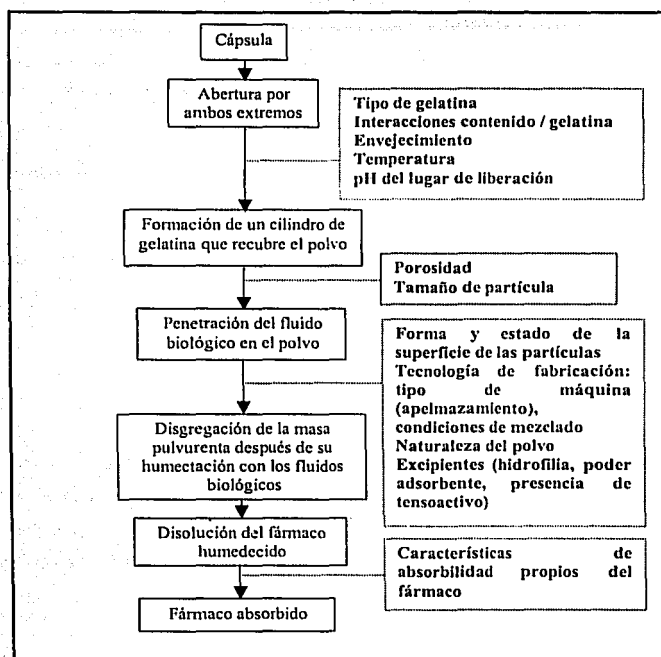 Cápsula
Abertura por
ambos extremos
Tipo de gelatina
Interacciones contenido / gelatina
Envejecimiento
Temperatura
pH del lugar de liberación
Formación de un cilindro de
gelatina que recubre el polvo
Porosidad
Tamaño de partícula
Penetración del fluido
biológico en el polvo
Forma y estado de la
superficie de las partículas
Tecnología de fabricación:
tipo de máquina
(apelmazamiento),
condiciones de mezclado
Naturaleza del polvo
Excipientes (hidrofilia, poder
adsorbente, presencia de
tensoactivo)
Disgregación de la masa
pulvurenta después de su
humectación con los fluidos
biológicos
Disolución del fármaco
humedecido
Características de
absorbilidad propios del
fármaco
Fármaco absorbido